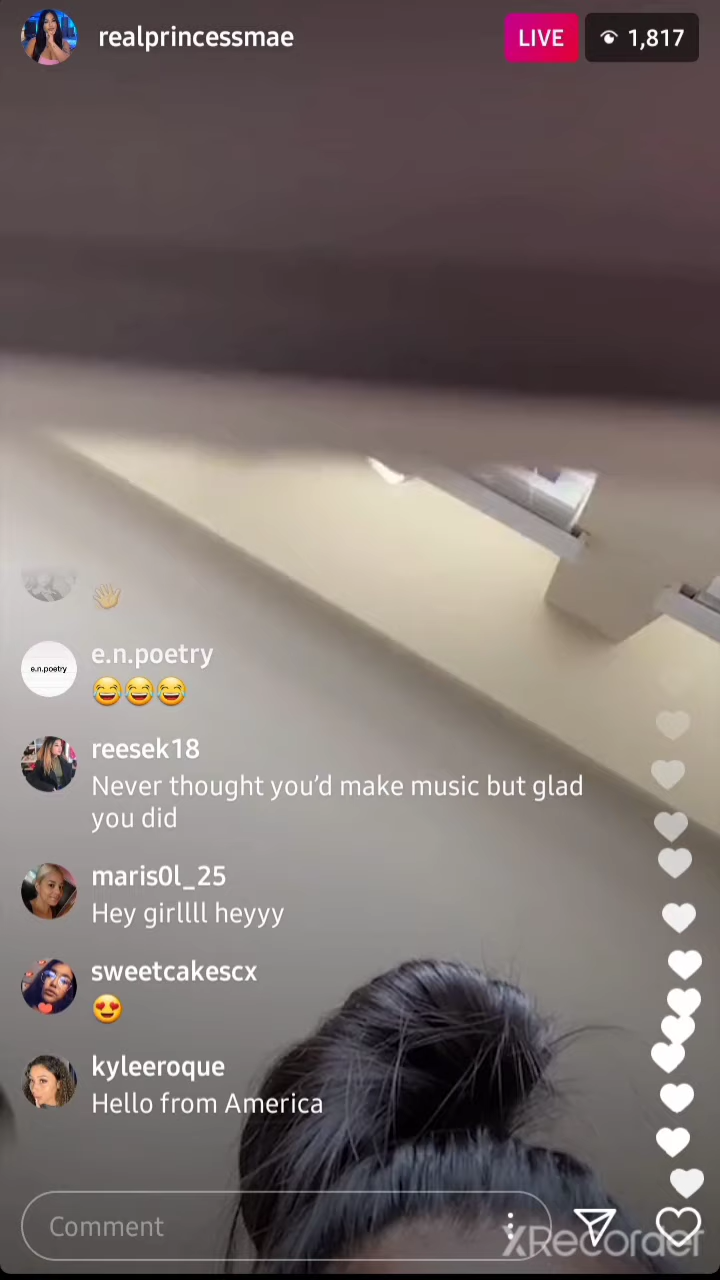 realprincessmae
LIVE
1,817
e.n.poetry
e.n.poetry
reesek18
Never thought you'd make music but glad
you did
maris0l_25
Hey girllll heyyy
sweetcakescx
kyleeroque
Hello from America
Comment
XRecorder